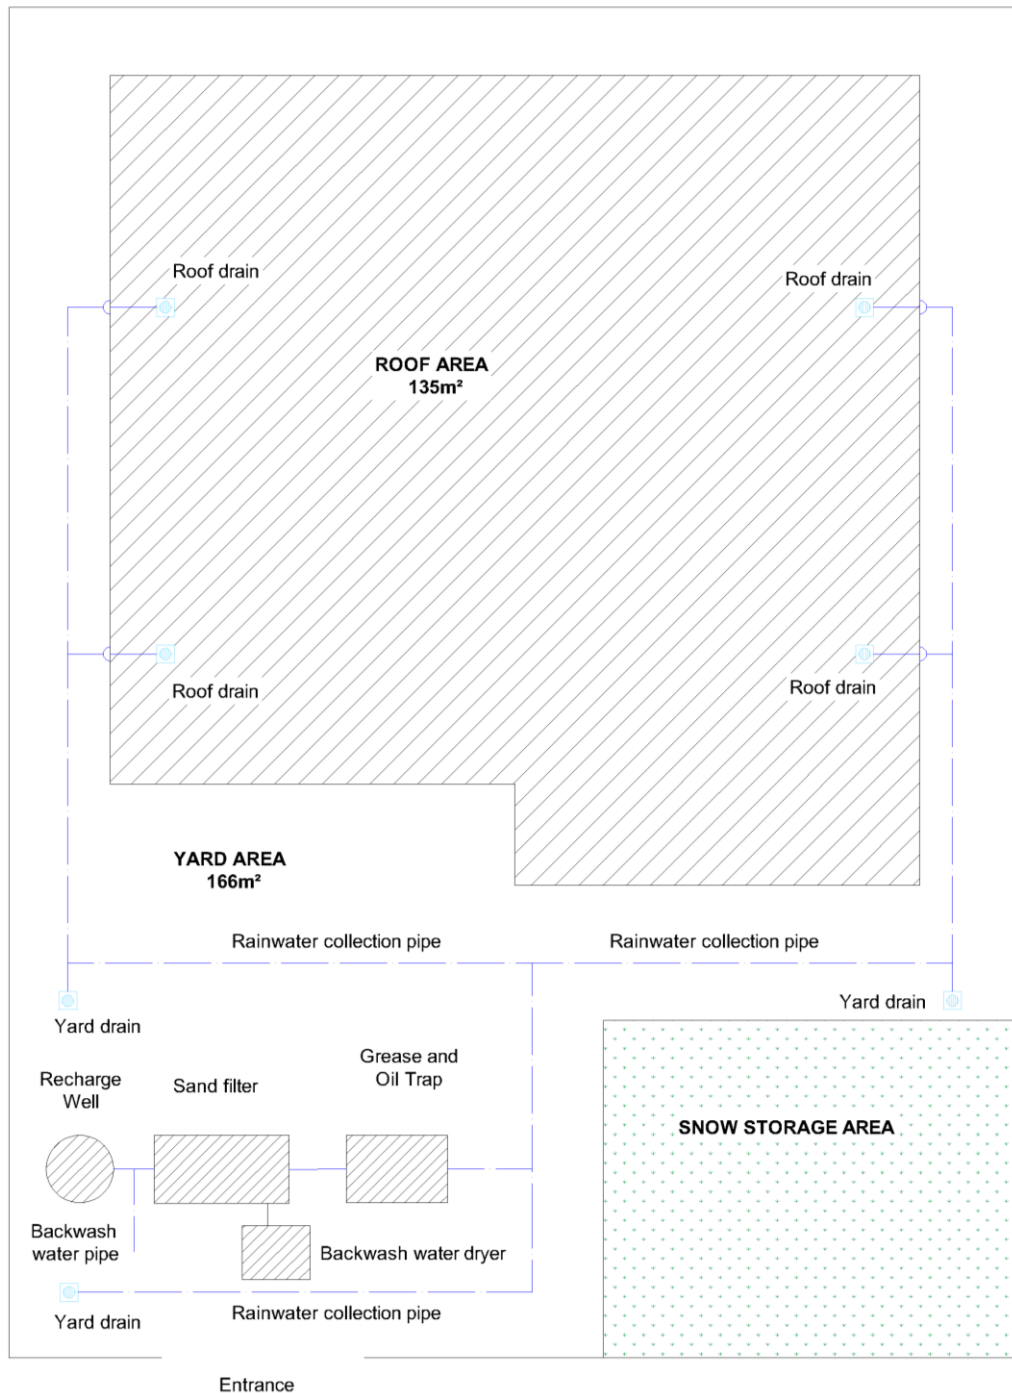 Roof drain
Roof drain
ROOF AREA
135m²
Roof drain
Roof drain
YARD AREA
166m²
Rainwater collection pipe
Rainwater collection pipe
Yard drain
Yard drain
Grease and
Oil Trap
Recharge
Well
Sand filter
SNOW STORAGE AREA
Backwash
water pipe
Backwash water dryer
Rainwater collection pipe
Yard drain
Entrance